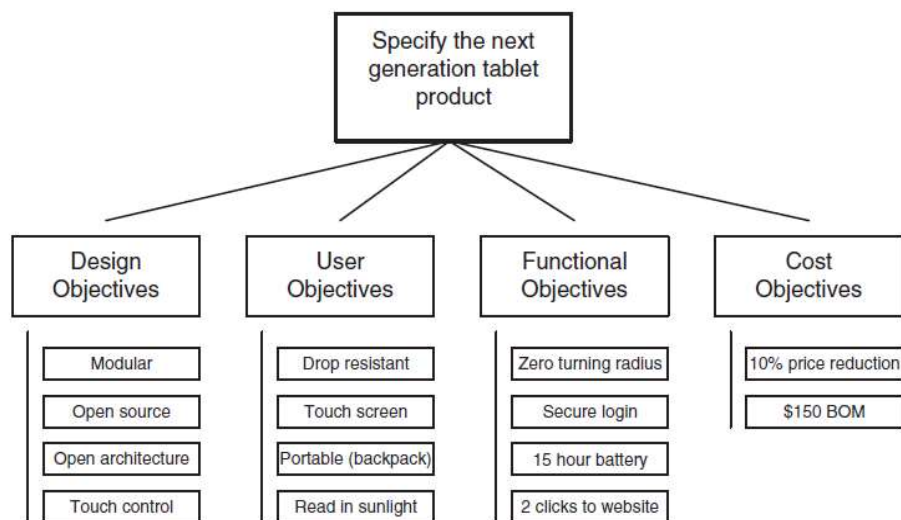 Specify the next
generation tablet
product
Design
Objectives
User
Objectives
Functional
Objectives
Cost
Objectives
Modular
Open source
Open architecture
Touch control
Drop resistant
Touch screen
Portable (backpack)
Read in sunlight
Zero turning radius
Secure login
15 hour battery
2 clicks to website
10% price reduction
$150 BOM